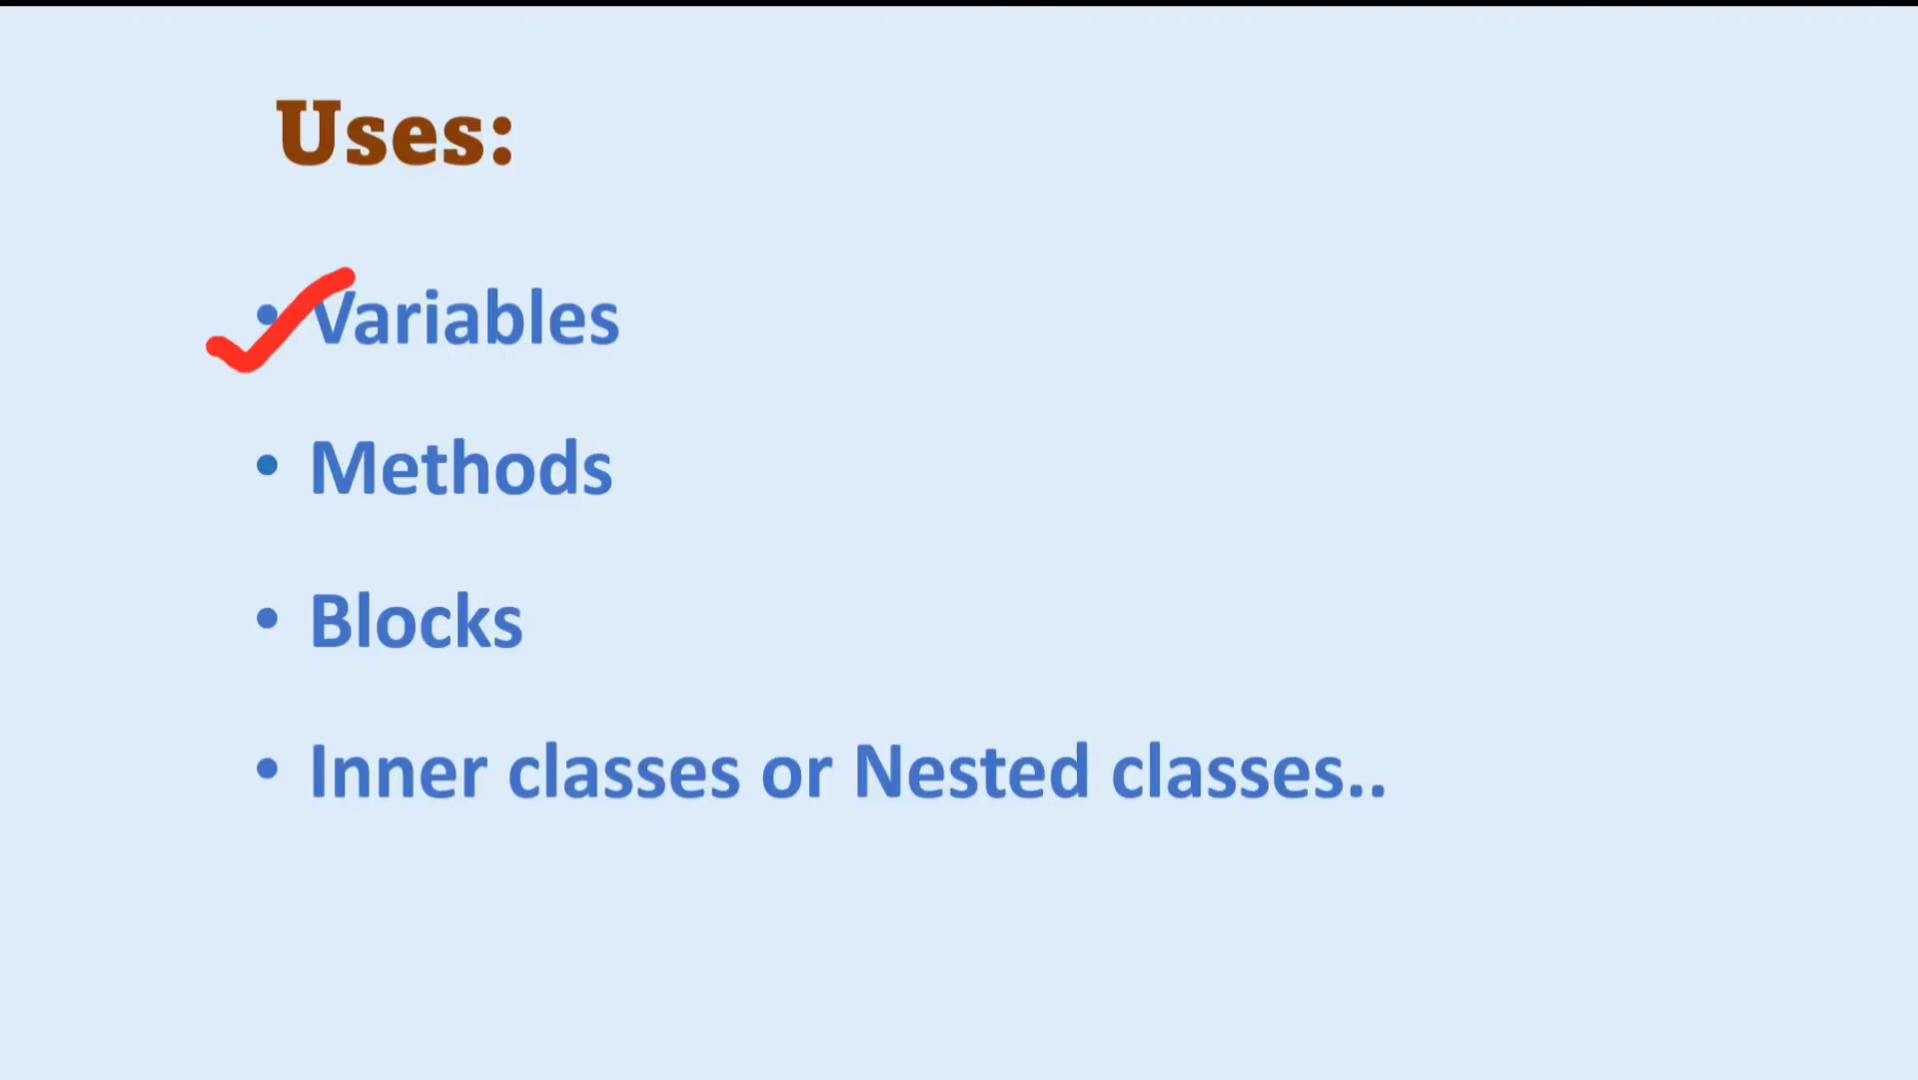 Uses:
• Variables
• Methods
• Blocks
• Inner classes or Nested classes..